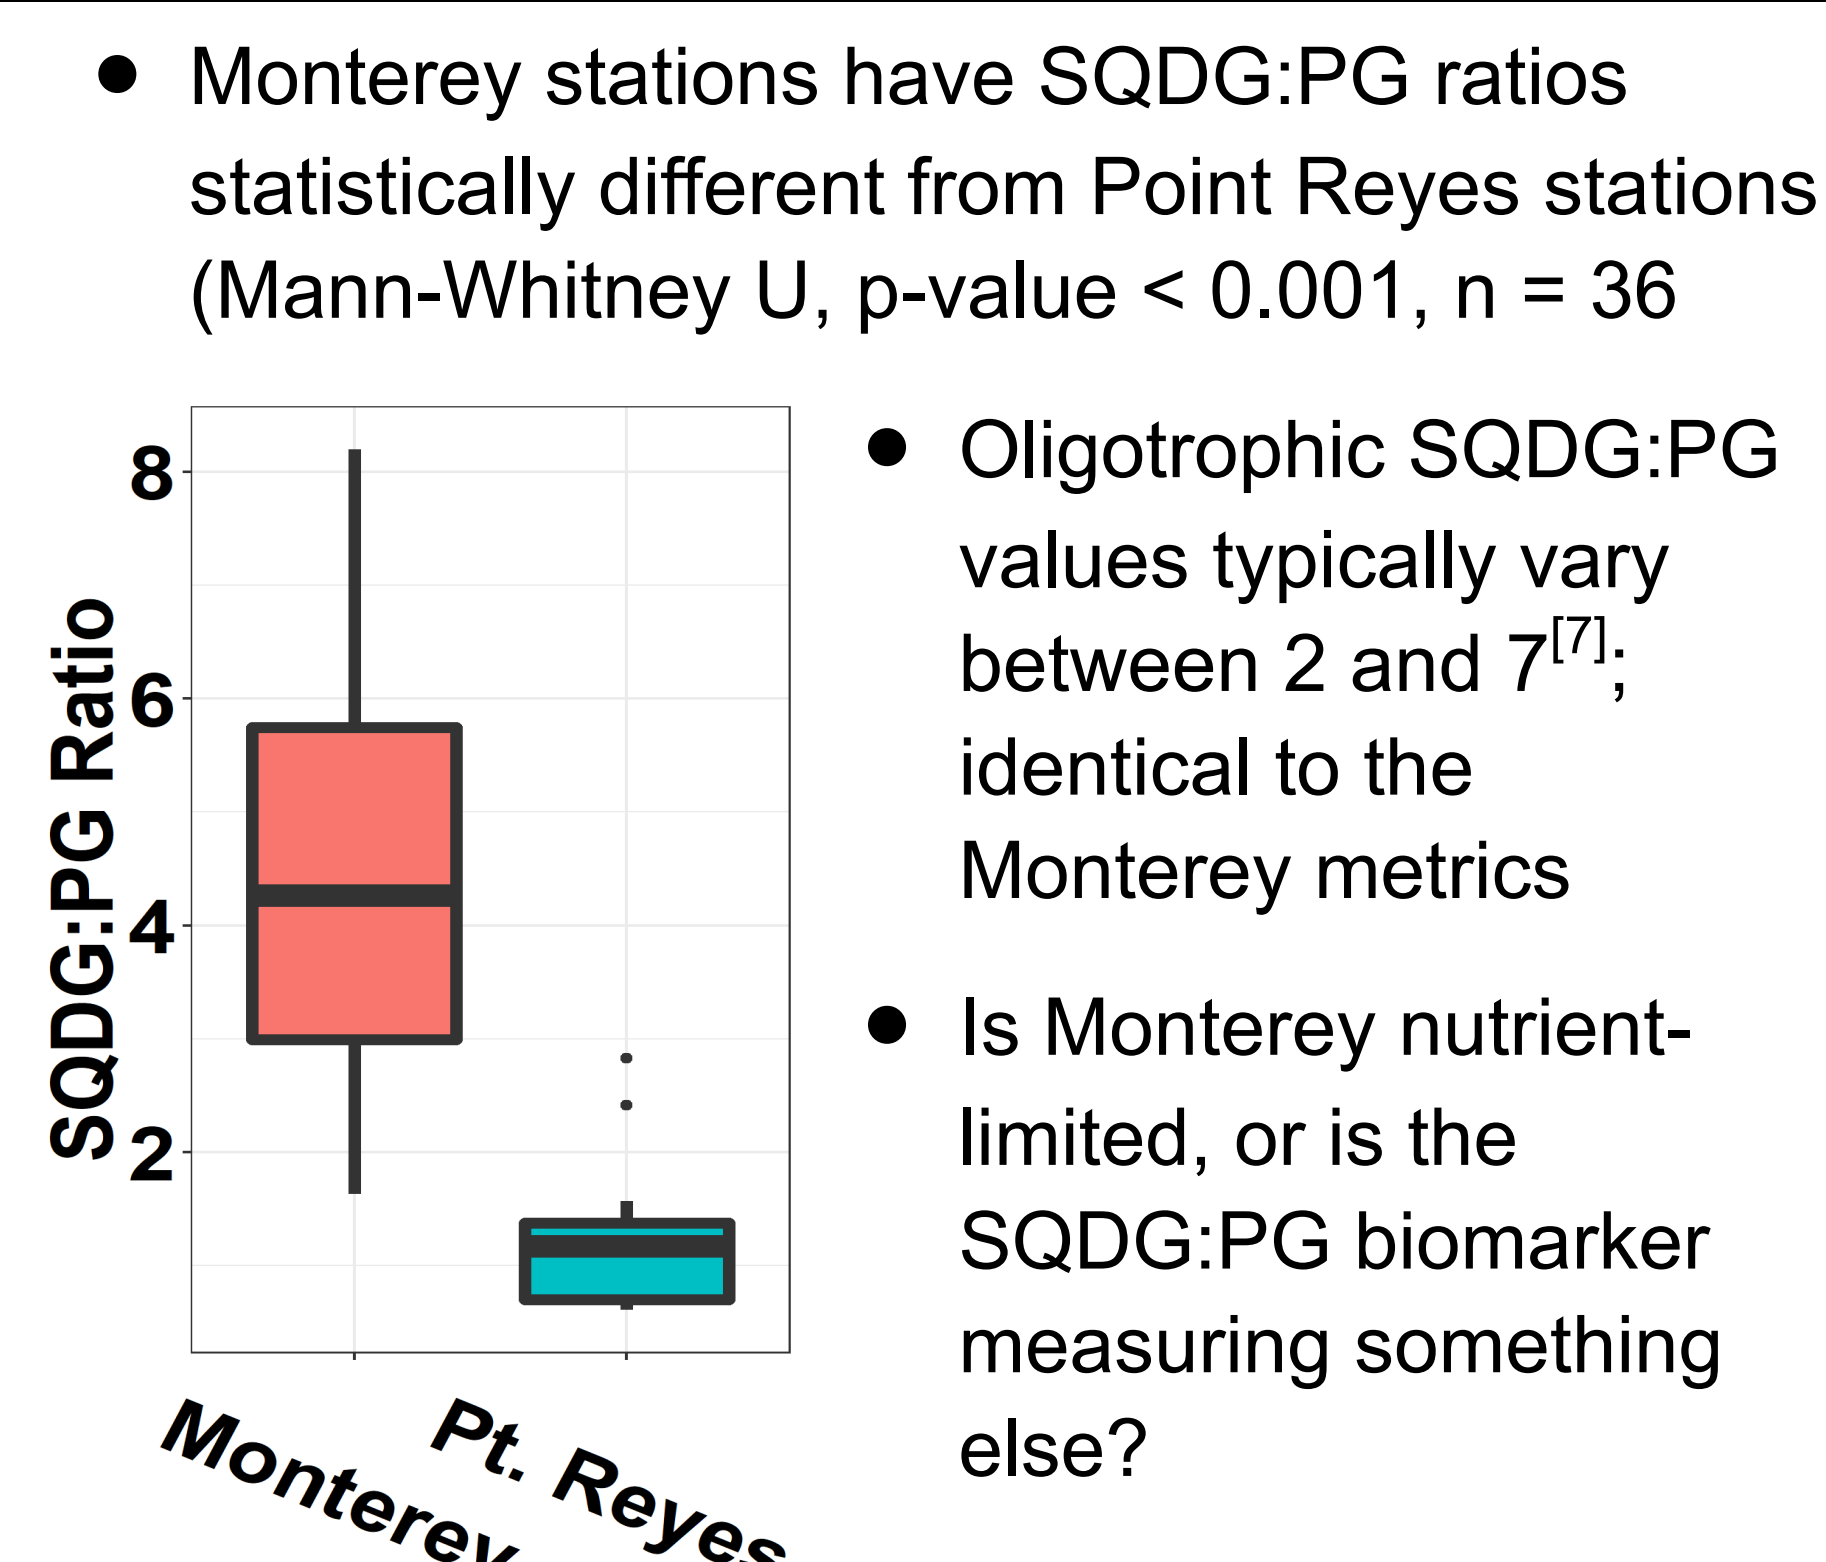 ● Monterey stations have SQDG:PG ratios
statistically different from Point Reyes stations
(Mann-Whitney U, p-value < 0.001, n = 36
SQDG:PG Ratio
8
6
4
2
Monterey
Pt. Reyes
● Oligotrophic SQDG:PG
values typically vary
between 2 and 7[7];
identical to the
Monterey metrics
● Is Monterey nutrient-
limited, or is the
SQDG:PG biomarker
measuring something
else?